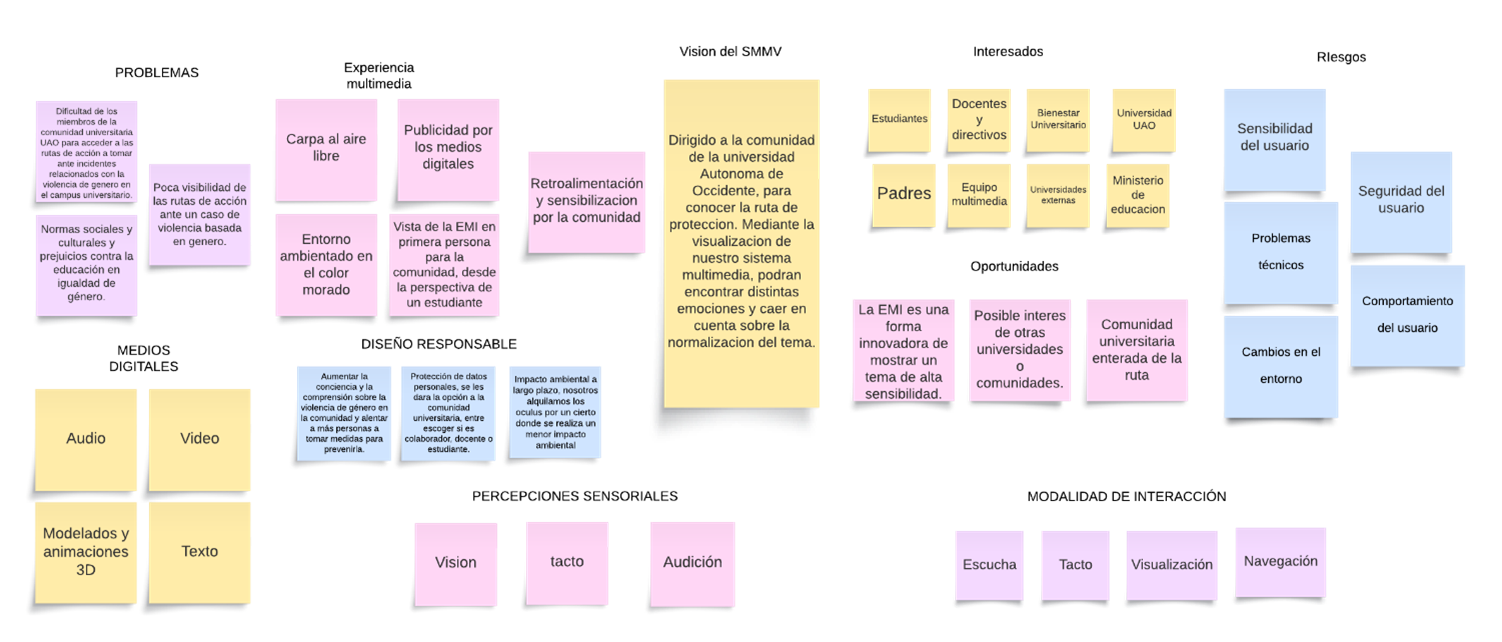 PROBLEMAS
Dificultad de los
miembros de la
comunidad universitaria
UAO para acceder a las
rutas de acción a tomar
ante incidentes
relacionados con la
violencia de genero en
el campus universitario.
Poca visibilidad de
las rutas de acción
ante un caso de
violencia basada
en genero.
Normas sociales y
culturales y
prejuicios contra la
educación en
igualdad de
género.
Experiencia
multimedia
Carpa al aire
libre
Publicidad por
los medios
digitales
Retroalimentación
y sensibilizacion
por la comunidad
Entorno
ambientado en
el color
morado
Vista de la EMI en
primera persona
para la
comunidad, desde
la perspectiva de
un estudiante
Vision del SMMV
Dirigido a la comunidad
de la universidad
Autonoma de
Occidente, para
conocer la ruta de
proteccion. Mediante la
visualizacion de
nuestro sistema
multimedia, podran
encontrar distintas
emociones y caer en
cuenta sobre la
normalizacion del tema.
Interesados
Estudiantes
Docentes
y
directivos
Bienestar
Universitario
Universidad
UAO
Padres
Equipo
multimedia
Universidades
externas
Ministerio
de
educacion
Oportunidades
La EMI es una
forma
innovadora de
mostrar un
tema de alta
sensibilidad.
Posible interes
de otras
universidades
o
comunidades.
Comunidad
universitaria
enterada de la
ruta
RIesgos
Sensibilidad
del usuario
Seguridad del
usuario
Problemas
técnicos
Comportamiento
del usuario
Cambios en el
entorno
MEDIOS
DIGITALES
Audio
Video
Modelados y
animaciones
3D
Texto
DISEÑO RESPONSABLE
Aumentar la
conciencia y la
comprensión sobre la
violencia de género en
la comunidad y alentar
a más personas a
tomar medidas para
prevenirla.
Protección de datos
personales, se les
dara la opción a la
comunidad
universitaria, entre
escoger si es
colaborador, docente o
estudiante.
Impacto ambiental a
largo plazo, nosotros
alquilamos los
oculus por un cierto
donde se realiza un
menor impacto
ambiental
PERCEPCIONES SENSORIALES
Vision
tacto
Audición
MODALIDAD DE INTERACCIÓN
Escucha
Tacto
Visualización
Navegación